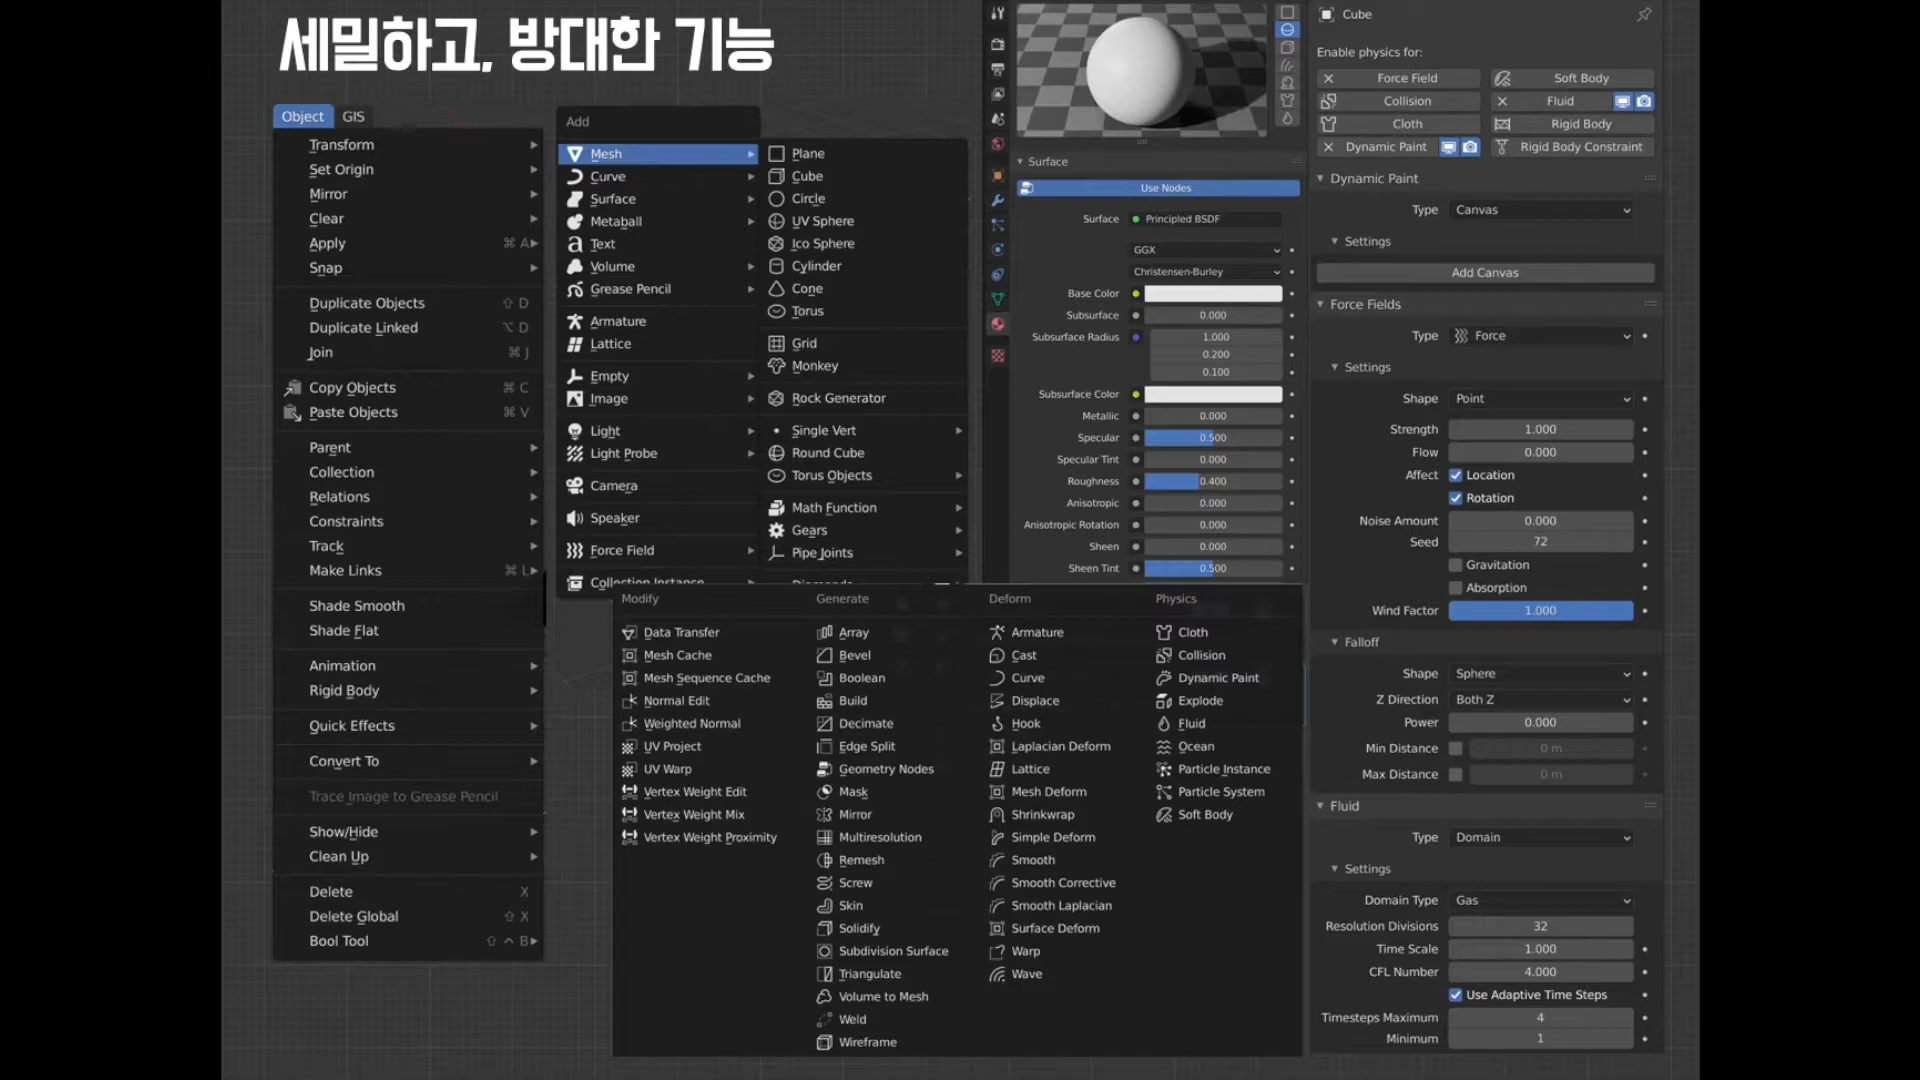 세밀하고, 방대한 기능
Object GIS
Transform
Set Origin
Mirror
Clear
Apply ⌘ A
Snap
Duplicate Objects ⇧ D
Duplicate Linked ⌥ D
Join ⌘ J
Copy Objects ⌘ C
Paste Objects ⌘ V
Parent
Collection
Relations
Constraints
Track
Make Links ⌘ L
Shade Smooth
Shade Flat
Animation
Rigid Body
Quick Effects
Convert To
Trace Image to Grease Pencil
Show/Hide
Clean Up
Delete X
Delete Global ⇧ X
Bool Tool ⇧ ^ B
Add
Mesh
Curve
Surface
Metaball
Text
Volume
Grease Pencil
Armature
Lattice
Empty
Image
Light
Light Probe
Camera
Speaker
Force Field
Collection Instance
Plane
Cube
Circle
UV Sphere
Ico Sphere
Cylinder
Cone
Torus
Grid
Monkey
Rock Generator
Single Vert
Round Cube
Torus Objects
Math Function
Gears
Pipe Joints
Diamonds
Surface
Use Nodes
Surface Principled BSDF
GGX
Christensen-Burley
Base Color
Subsurface 0.000
Subsurface Radius 1.000
0.200
0.100
Subsurface Color
Metallic 0.000
Specular 0.500
Specular Tint 0.000
Roughness 0.400
Anisotropic 0.000
Anisotropic Rotation 0.000
Sheen 0.000
Sheen Tint 0.500
Modify
Data Transfer
Mesh Cache
Mesh Sequence Cache
Normal Edit
Weighted Normal
UV Project
UV Warp
Vertex Weight Edit
Vertex Weight Mix
Vertex Weight Proximity
Generate
Array
Bevel
Boolean
Build
Decimate
Edge Split
Geometry Nodes
Mask
Mirror
Multiresolution
Remesh
Screw
Skin
Solidify
Subdivision Surface
Triangulate
Volume to Mesh
Weld
Wireframe
Deform
Armature
Cast
Curve
Displace
Hook
Laplacian Deform
Lattice
Mesh Deform
Shrinkwrap
Simple Deform
Smooth
Smooth Corrective
Smooth Laplacian
Surface Deform
Warp
Wave
Physics
Cloth
Collision
Dynamic Paint
Explode
Fluid
Ocean
Particle Instance
Particle System
Soft Body
Cube
Enable physics for:
Force Field Soft Body
Collision Fluid
Cloth Rigid Body
Dynamic Paint Rigid Body Constraint
Dynamic Paint
Type Canvas
Settings
Add Canvas
Force Fields
Type Force
Settings
Shape Point
Strength 1.000
Flow 0.000
Affect Location
Rotation
Noise Amount 0.000
Seed 72
Gravitation
Absorption
Wind Factor 1.000
Falloff
Shape Sphere
Z Direction Both Z
Power 0.000
Min Distance 0 m
Max Distance 0 m
Fluid
Type Domain
Settings
Domain Type Gas
Resolution Divisions 32
Time Scale 1.000
CFL Number 4.000
Use Adaptive Time Steps
Timesteps Maximum 4
Minimum 1